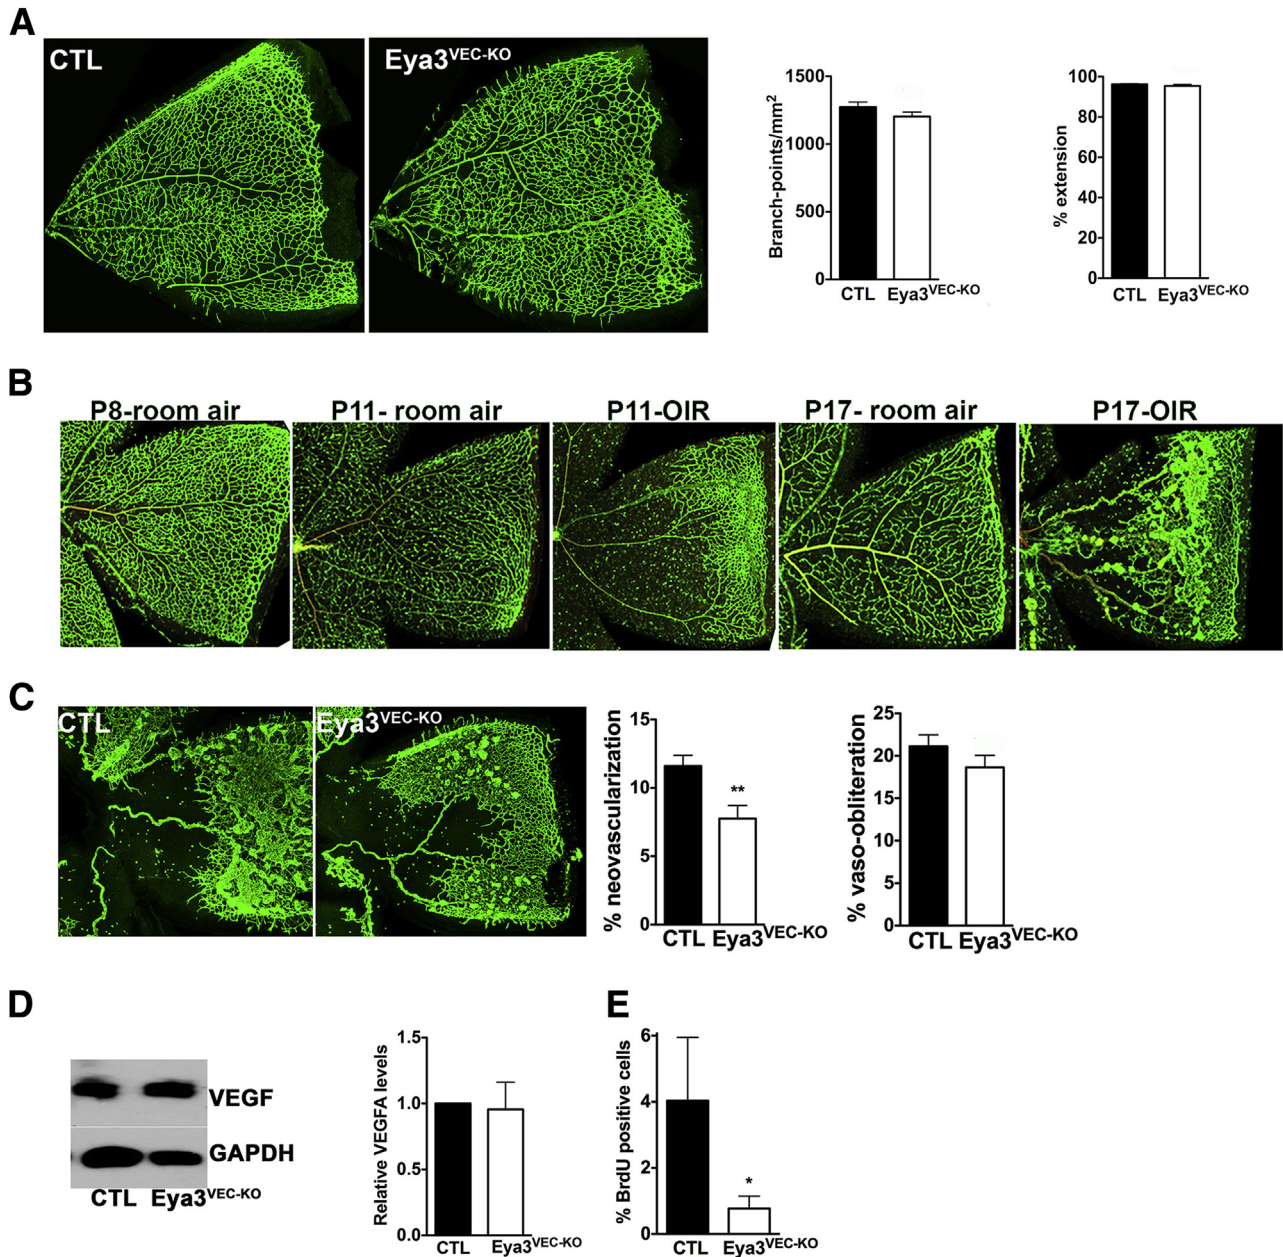 A
CTL
Eya3VEC-KO
Branch-points/mm2
1500
1000
500
0
CTL Eya3VEC-KO
% extension
100
80
60
40
20
0
CTL Eya3VEC-KO
B
P8-room air
P11- room air
P11-OIR
P17- room air
P17-OIR
C
CTL
Eya3VEC-KO
% neovascularization
15
10
5
0
**
CTL Eya3VEC-KO
% vaso-obliteration
25
20
15
10
5
0
CTL Eya3VEC-KO
D
VEGF
GAPDH
CTL Eya3VEC-KO
Relative VEGFA levels
1.5
1.0
0.5
0.0
CTL Eya3VEC-KO
E
% BrdU positive cells
6
4
2
0
*
CTL Eya3VEC-KO